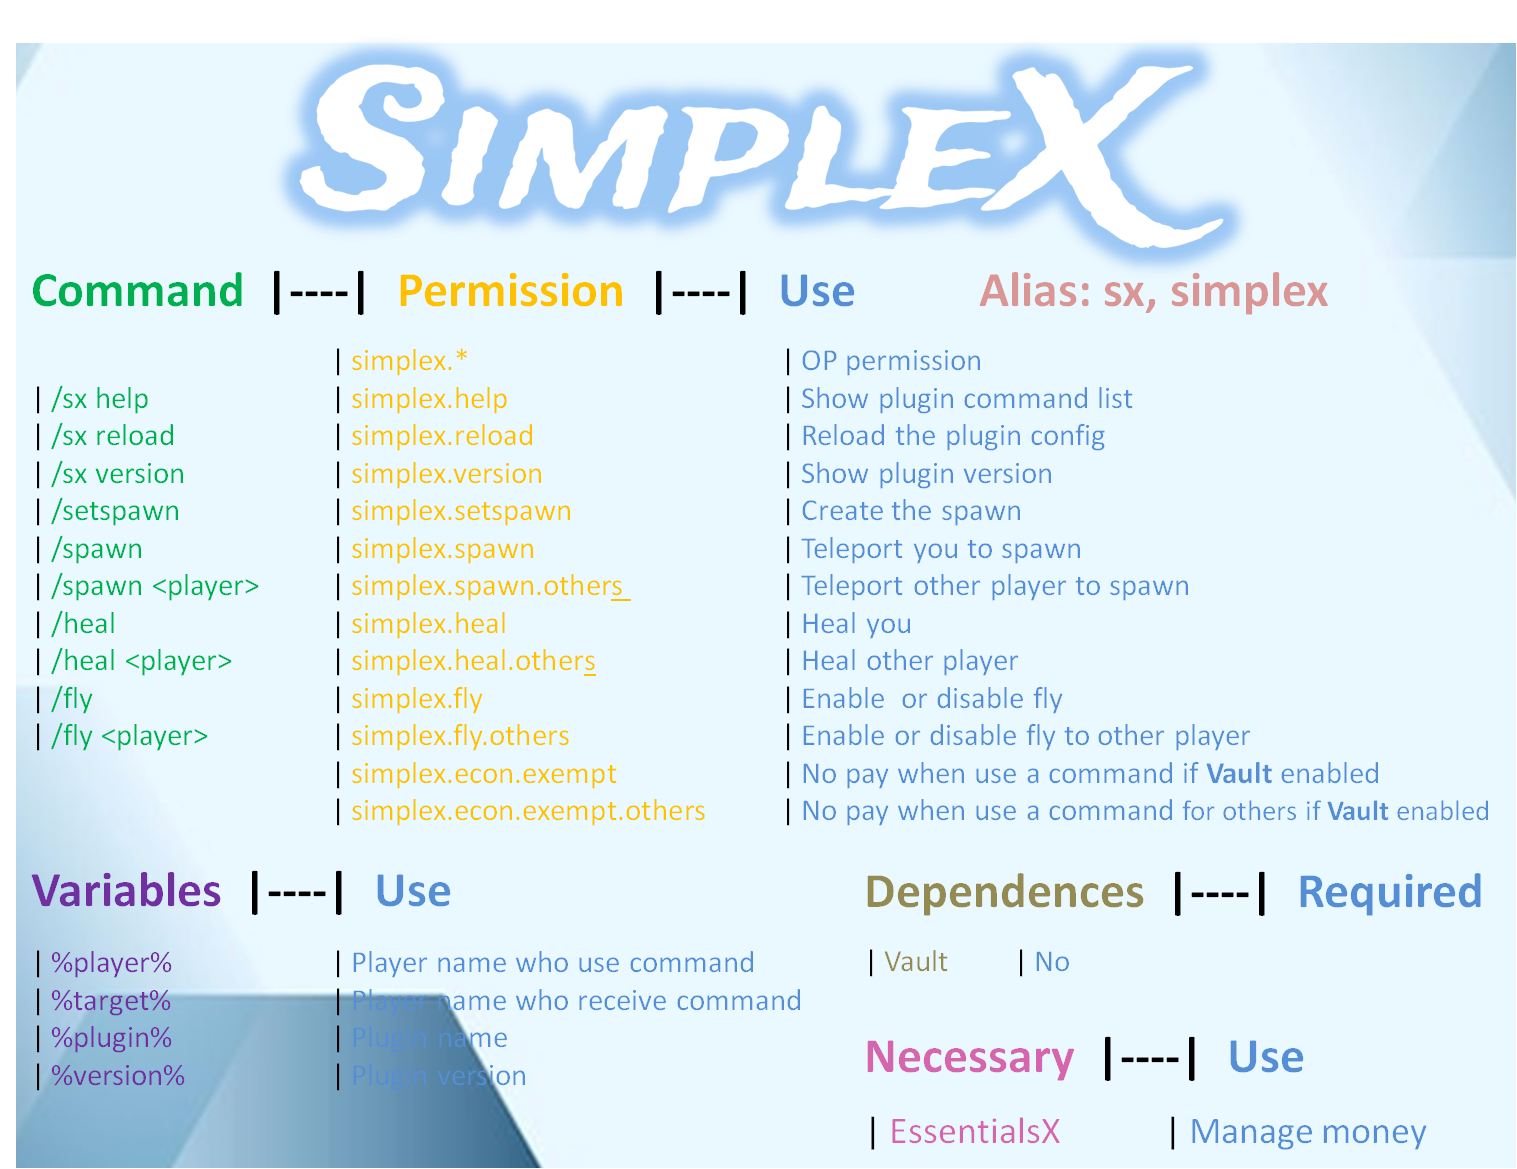 SIMPLEX
Command |----| Permission |----| Use Alias: sx, simplex
| simplex.* | OP permission
| /sx help | simplex.help | Show plugin command list
| /sx reload | simplex.reload | Reload the plugin config
| /sx version | simplex.version | Show plugin version
| /setspawn | simplex.setspawn | Create the spawn
| /spawn | simplex.spawn | Teleport you to spawn
| /spawn <player> | simplex.spawn.others | Teleport other player to spawn
| /heal | simplex.heal | Heal you
| /heal <player> | simplex.heal.others | Heal other player
| /fly | simplex.fly | Enable or disable fly
| /fly <player> | simplex.fly.others | Enable or disable fly to other player
| simplex.econ.exempt | No pay when use a command if Vault enabled
| simplex.econ.exempt.others | No pay when use a command for others if Vault enabled
Variables |----| Use
| %player% | Player name who use command
| %target% | Player name who receive command
| %plugin% | Plugin name
| %version% | Plugin version
Dependences |----| Required
| Vault | No
Necessary |----| Use
| EssentialsX | Manage money